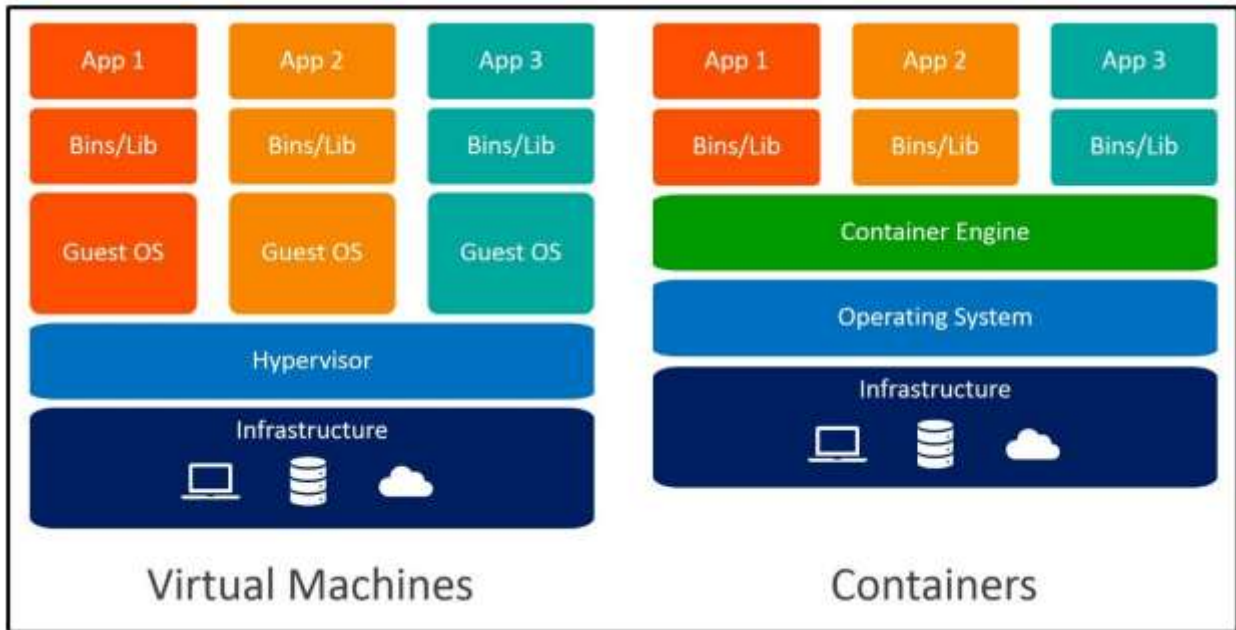 App 1
App 2
App 3
Bins/Lib
Bins/Lib
Bins/Lib
Guest OS
Guest OS
Guest OS
Hypervisor
Infrastructure
Virtual Machines
App 1
App 2
App 3
Bins/Lib
Bins/Lib
Bins/Lib
Container Engine
Operating System
Infrastructure
Containers